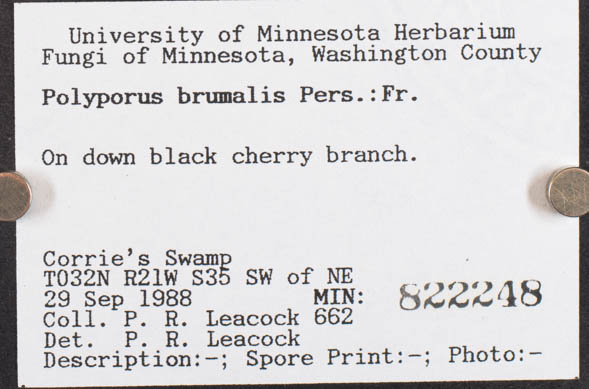 University of Minnesota Herbarium
Fungi of Minnesota, Washington County
Polyporus brumalis Pers.:Fr.
On down black cherry branch.
Corrie's Swamp
T032N R21W S35 SW of NE
29 Sep 1988 MIN: 822248
Coll. P. R. Leacock 662
Det. P. R. Leacock
Description:-; Spore Print:-; Photo:-